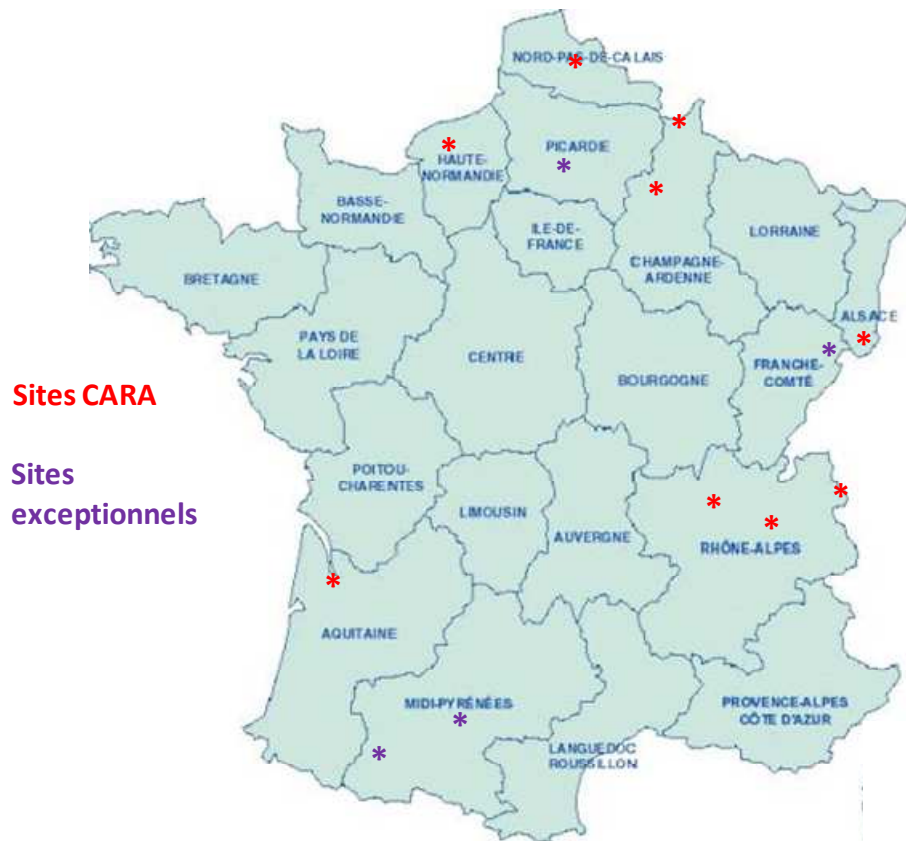 NORD-PAS-DE-CALAIS
*
*
*
HAUTE-
NORMANDIE
PICARDIE
*
*
BASSE-
NORMANDIE
ILE-DE-
FRANCE
LORRAINE
CHAMPAGNE-
ARDENNE
BRETAGNE
ALSACE
*
*
PAYS DE
LA LOIRE
CENTRE
BOURGOGNE
FRANCHE-
COMTÉ
Sites CARA
Sites
exceptionnels
POITOU-
CHARENTES
LIMOUSIN
AUVERGNE
*
*
*
RHÔNE-ALPES
*
AQUITAINE
MIDI-PYRÉNÉES
*
*
PROVENCE-ALPES
CÔTE D'AZUR
LANGUEDOC
ROUSSILLON